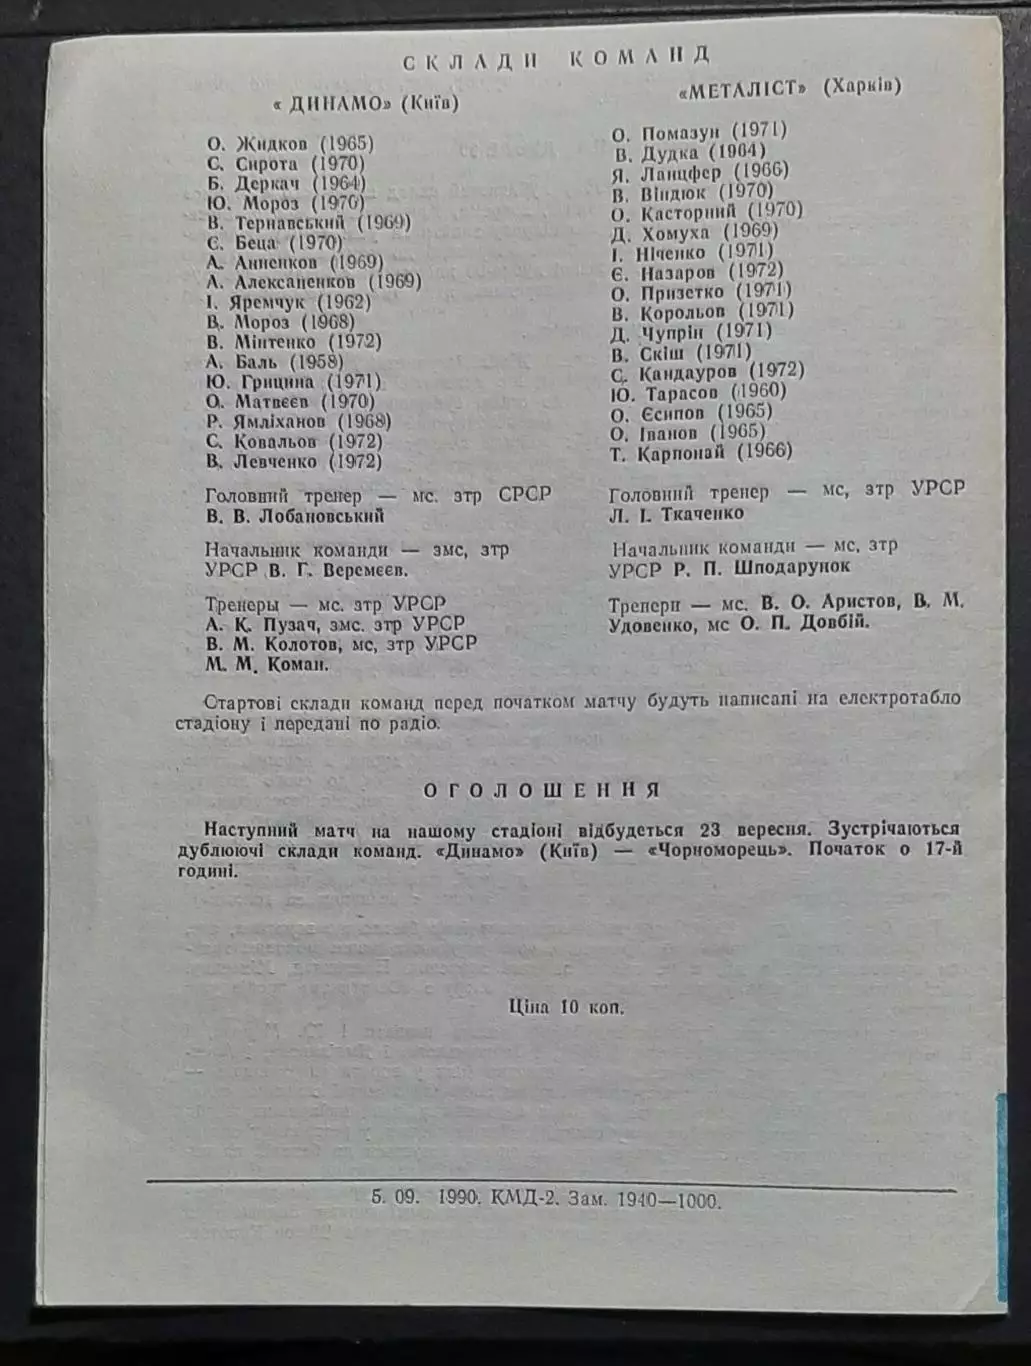 СКЛАДИ КОМАНД
« ДИНАМО» (Київ)
О. Жидков (1965)
С. Сирота (1970)
Б. Деркач (1964)
Ю. Мороз (1970)
В. Тернавський (1969)
С. Беца (1970)
А. Анненков (1969)
А. Алексаненков (1969)
І. Яремчук (1962)
В. Мороз (1968)
В. Мінтенко (1972)
А. Баль (1958)
Ю. Грицина (1971)
О. Матвєєв (1970)
Р. Ямліханов (1968)
С. Ковальов (1972)
В. Левченко (1972)
Головний тренер — мс. зтр СРСР
В. В. Лобановський
Начальник команди — змс, зтр
УРСР В. Г. Веремєєв.
Тренеры — мс. зтр УРСР
А. К. Пузач, змс. зтр УРСР
В. М. Колотов, мс, зтр УРСР
М. М. Коман.
«МЕТАЛІСТ» (Харків)
О. Помазун (1971)
В. Дудка (1964)
Я. Ланцфер (1966)
В. Віндюк (1970)
О. Касторний (1970)
Д. Хомуха (1969)
І. Ніченко (1971)
Є. Назаров (1972)
О. Призетко (1971)
В. Корольов (1971)
Д. Чупрін (1971)
В. Скіш (1971)
С. Кандауров (1972)
Ю. Тарасов (1960)
О. Єсипов (1965)
О. Іванов (1965)
Т. Карпонай (1966)
Головний тренер — мс, зтр УРСР
Л. І. Ткаченко
Начальник команди — мс, зтр
УРСР Р. П. Шподарунок
Тренери — мс. В. О. Аристов, В. М.
Удовенко, мс О. П. Довбій.
Стартові склади команд перед початком матчу будуть написані на електротабло
стадіону і передані по радіо.
ОГОЛОШЕННЯ
Наступний матч на нашому стадіоні відбудеться 23 вересня. Зустрічаються
дублюючі склади команд. «Динамо» (Київ) — «Чорноморець». Початок о 17-й
годині.
Ціна 10 коп.
5. 09. 1990. КМД-2. Зам. 1940—1000.